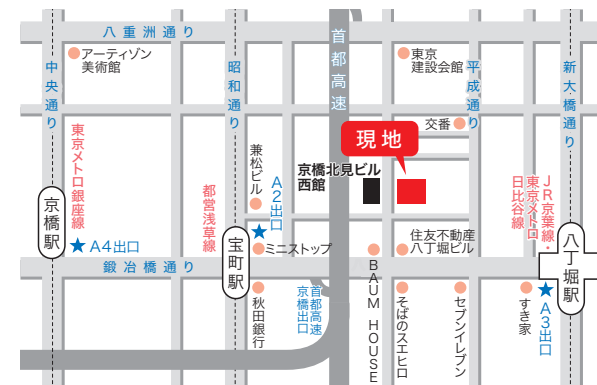 八重洲通り
アーティゾン
美術館
中央通り
昭和通り
首都高速
東京
建設会館
平成通り
新大橋通り
交番
現地
京橋北見ビル
西館
兼松ビル
A2出口
東京メトロ銀座線
都営浅草線
JR京葉線・
東京メトロ
日比谷線
京橋駅
A4出口
宝町駅
ミニストップ
住友不動産
八丁堀ビル
八丁堀駅
鍛冶橋通り
秋田銀行
首都高速
京橋出口
BAUM HOUSE
そばのスエヒロ
セブンイレブン
すき家
A3出口